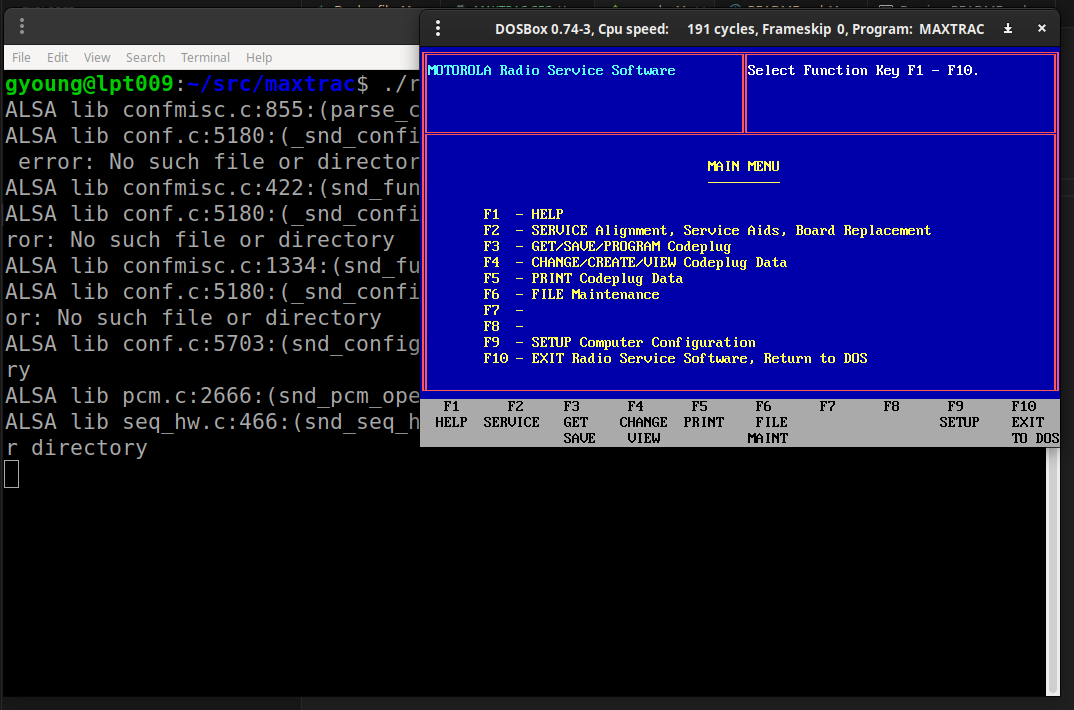 File Edit View Search Terminal Help
gyoung@lpt009:~/src/maxtrac$ ./r
ALSA lib confmisc.c:855:(parse_c
ALSA lib conf.c:5180:(_snd_confi
error: No such file or director
ALSA lib confmisc.c:422:(snd_fun
ALSA lib conf.c:5180:(_snd_confi
ror: No such file or directory
ALSA lib confmisc.c:1334:(snd_fu
ALSA lib conf.c:5180:(_snd_confi
or: No such file or directory
ALSA lib conf.c:5703:(snd_config
ry
ALSA lib pcm.c:2666:(snd_pcm_ope
ALSA lib seq_hw.c:466:(snd_seq_h
r directory
DOSBox 0.74-3, Cpu speed: 191 cycles, Frameskip 0, Program: MAXTRAC
MOTOROLA Radio Service Software
Select Function Key F1 - F10.
MAIN MENU
F1 - HELP
F2 - SERVICE Alignment, Service Aids, Board Replacement
F3 - GET/SAVE/PROGRAM Codeplug
F4 - CHANGE/CREATE/VIEW Codeplug Data
F5 - PRINT Codeplug Data
F6 - FILE Maintenance
F7 -
F8 -
F9 - SETUP Computer Configuration
F10 - EXIT Radio Service Software, Return to DOS
F1 F2 F3 F4 F5 F6 F7 F8 F9 F10
HELP SERVICE GET CHANGE PRINT FILE SETUP EXIT
SAVE VIEW MAINT TO DOS